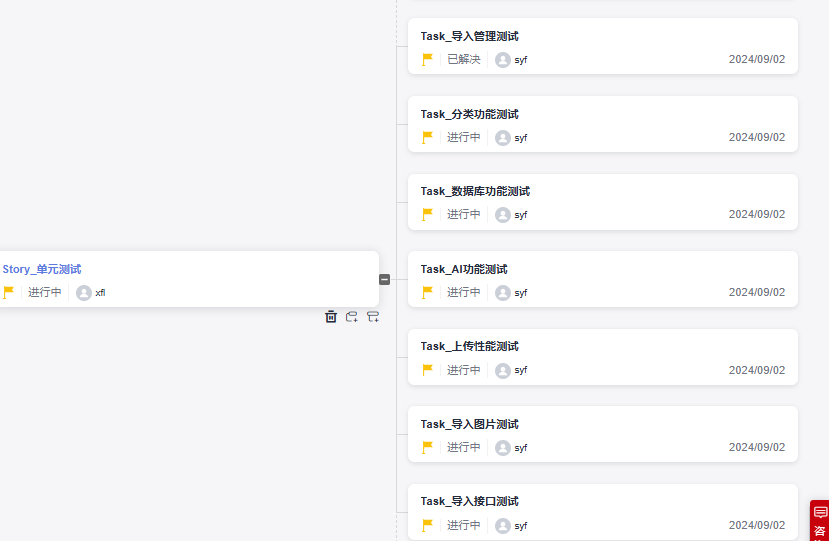 Task_导入管理测试
已解决 syf 2024/09/02
Task_分类功能测试
进行中 syf 2024/09/02
Task_数据库功能测试
进行中 syf 2024/09/02
Story_单元测试
进行中 xfl
Task_AI功能测试
进行中 syf 2024/09/02
Task_上传性能测试
进行中 syf 2024/09/02
Task_导入图片测试
进行中 syf 2024/09/02
Task_导入接口测试
进行中 syf 2024/09/02
咨